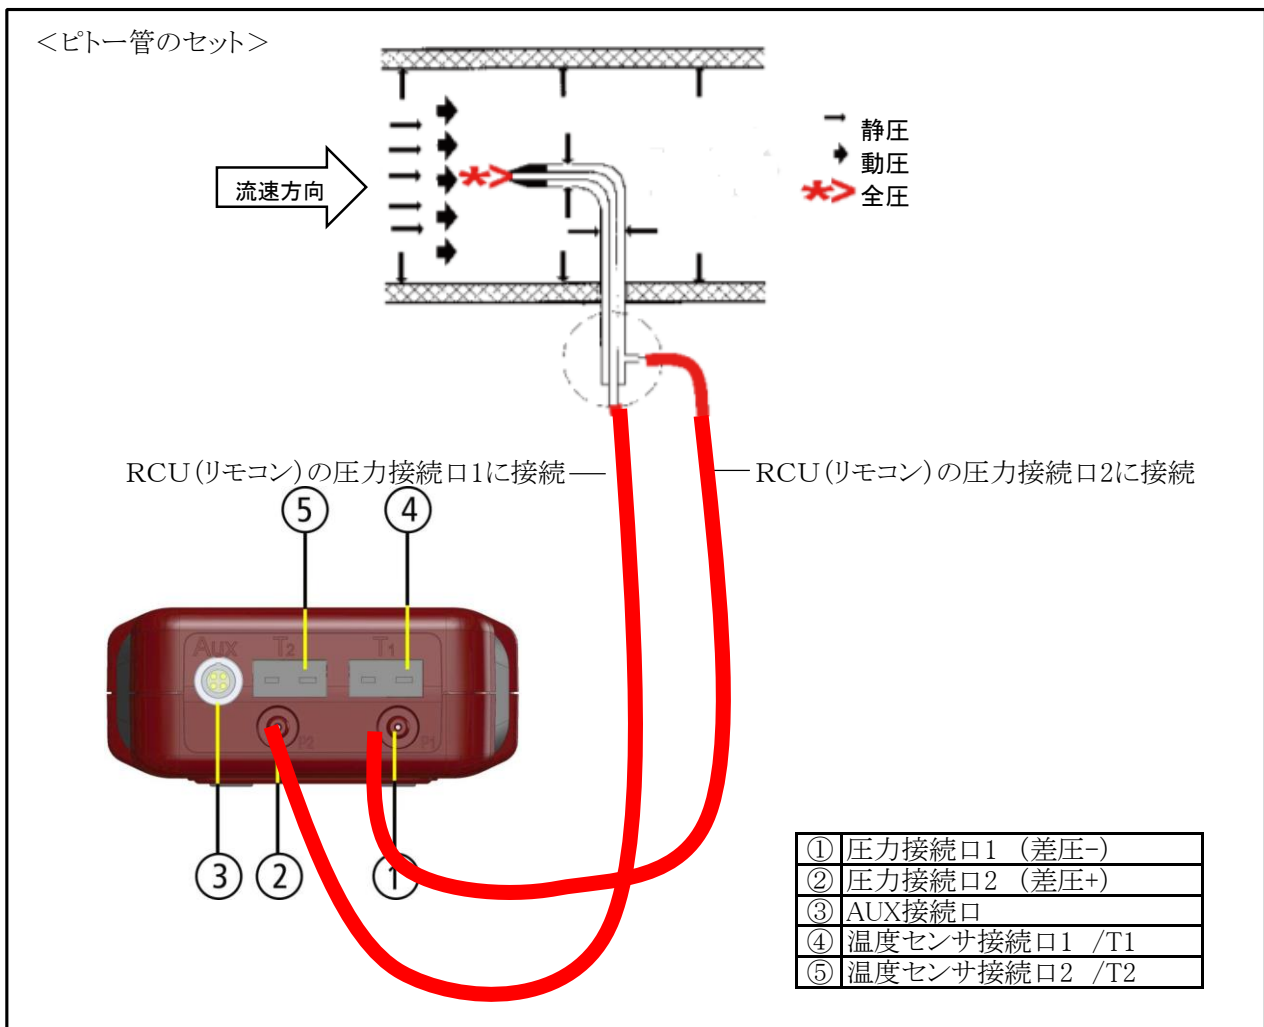 <ピトー管のセット>
静圧
動圧
全圧
流速方向
RCU(リモコン)の圧力接続口1に接続
RCU(リモコン)の圧力接続口2に接続
⑤
④
Aux
T2
T1
P2
P1
③
②
①
① 圧力接続口1 (差圧-)
② 圧力接続口2 (差圧+)
③ AUX接続口
④ 温度センサ接続口1 /T1
⑤ 温度センサ接続口2 /T2